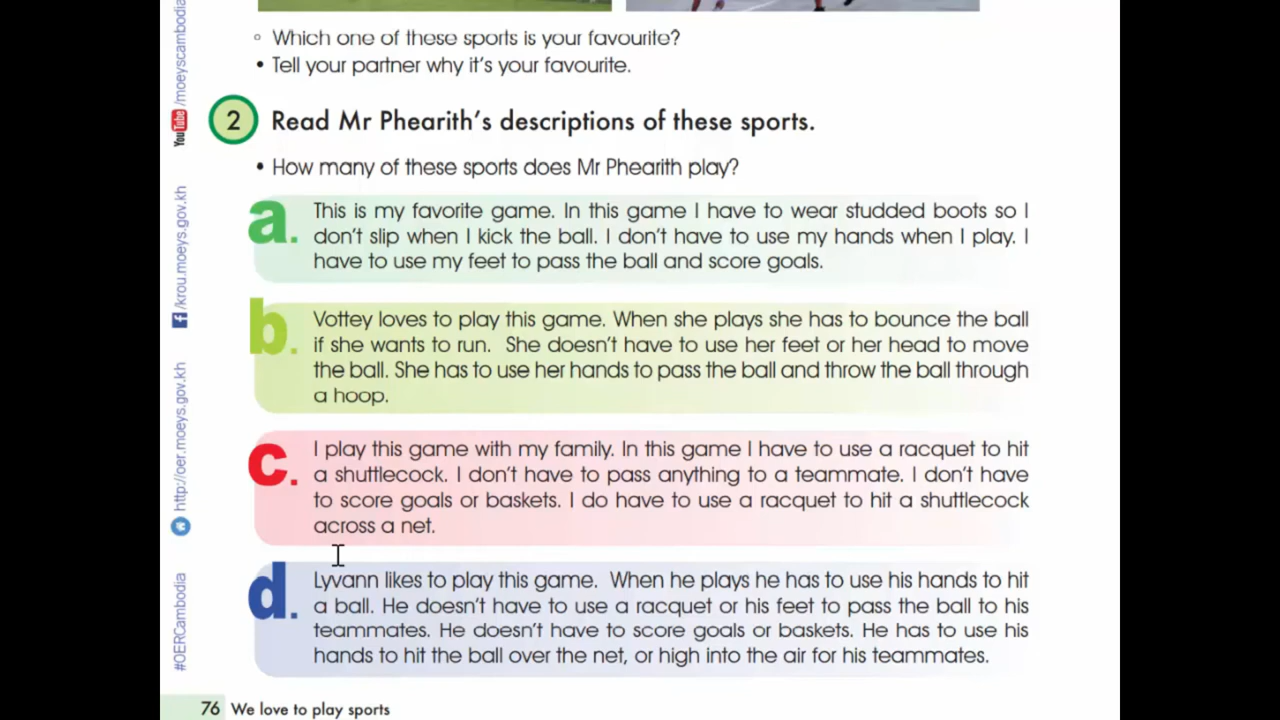 Which one of these sports is your favourite?
• Tell your partner why it's your favourite.
2 Read Mr Phearith's descriptions of these sports.
• How many of these sports does Mr Phearith play?
a. This is my favorite game. In this game I have to wear studded boots so I
don't slip when I kick the ball. I don't have to use my hands when I play. I
have to use my feet to pass the ball and score goals.
b. Vottey loves to play this game. When she plays she has to bounce the ball
if she wants to run. She doesn't have to use her feet or her head to move
the ball. She has to use her hands to pass the ball and throw the ball through
a hoop.
c. I play this game with my family. In this game I have to use a racquet to hit
a shuttlecock. I don't have to pass anything to a teammate. I don't have
to score goals or baskets. I do have to use a racquet to hit a shuttlecock
across a net.
d. Lyvann likes to play this game. When he plays he has to use his hands to hit
a ball. He doesn't have to use a racquet or his feet to pass the ball to his
teammates. He doesn't have to score goals or baskets. He has to use his
hands to hit the ball over the net, or high into the air for his teammates.
76 We love to play sports
YouTube /moeyscambodia
f /krou.moeys.gov.kh
http://oer.moeys.gov.kh
#OERCambodia